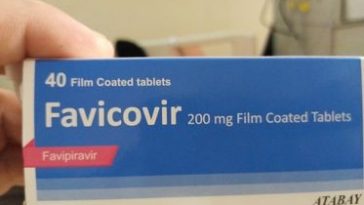 40 Film Coated tablets
Favicovir 200 mg Film Coated Tablets
Favipiravir
ATABAY